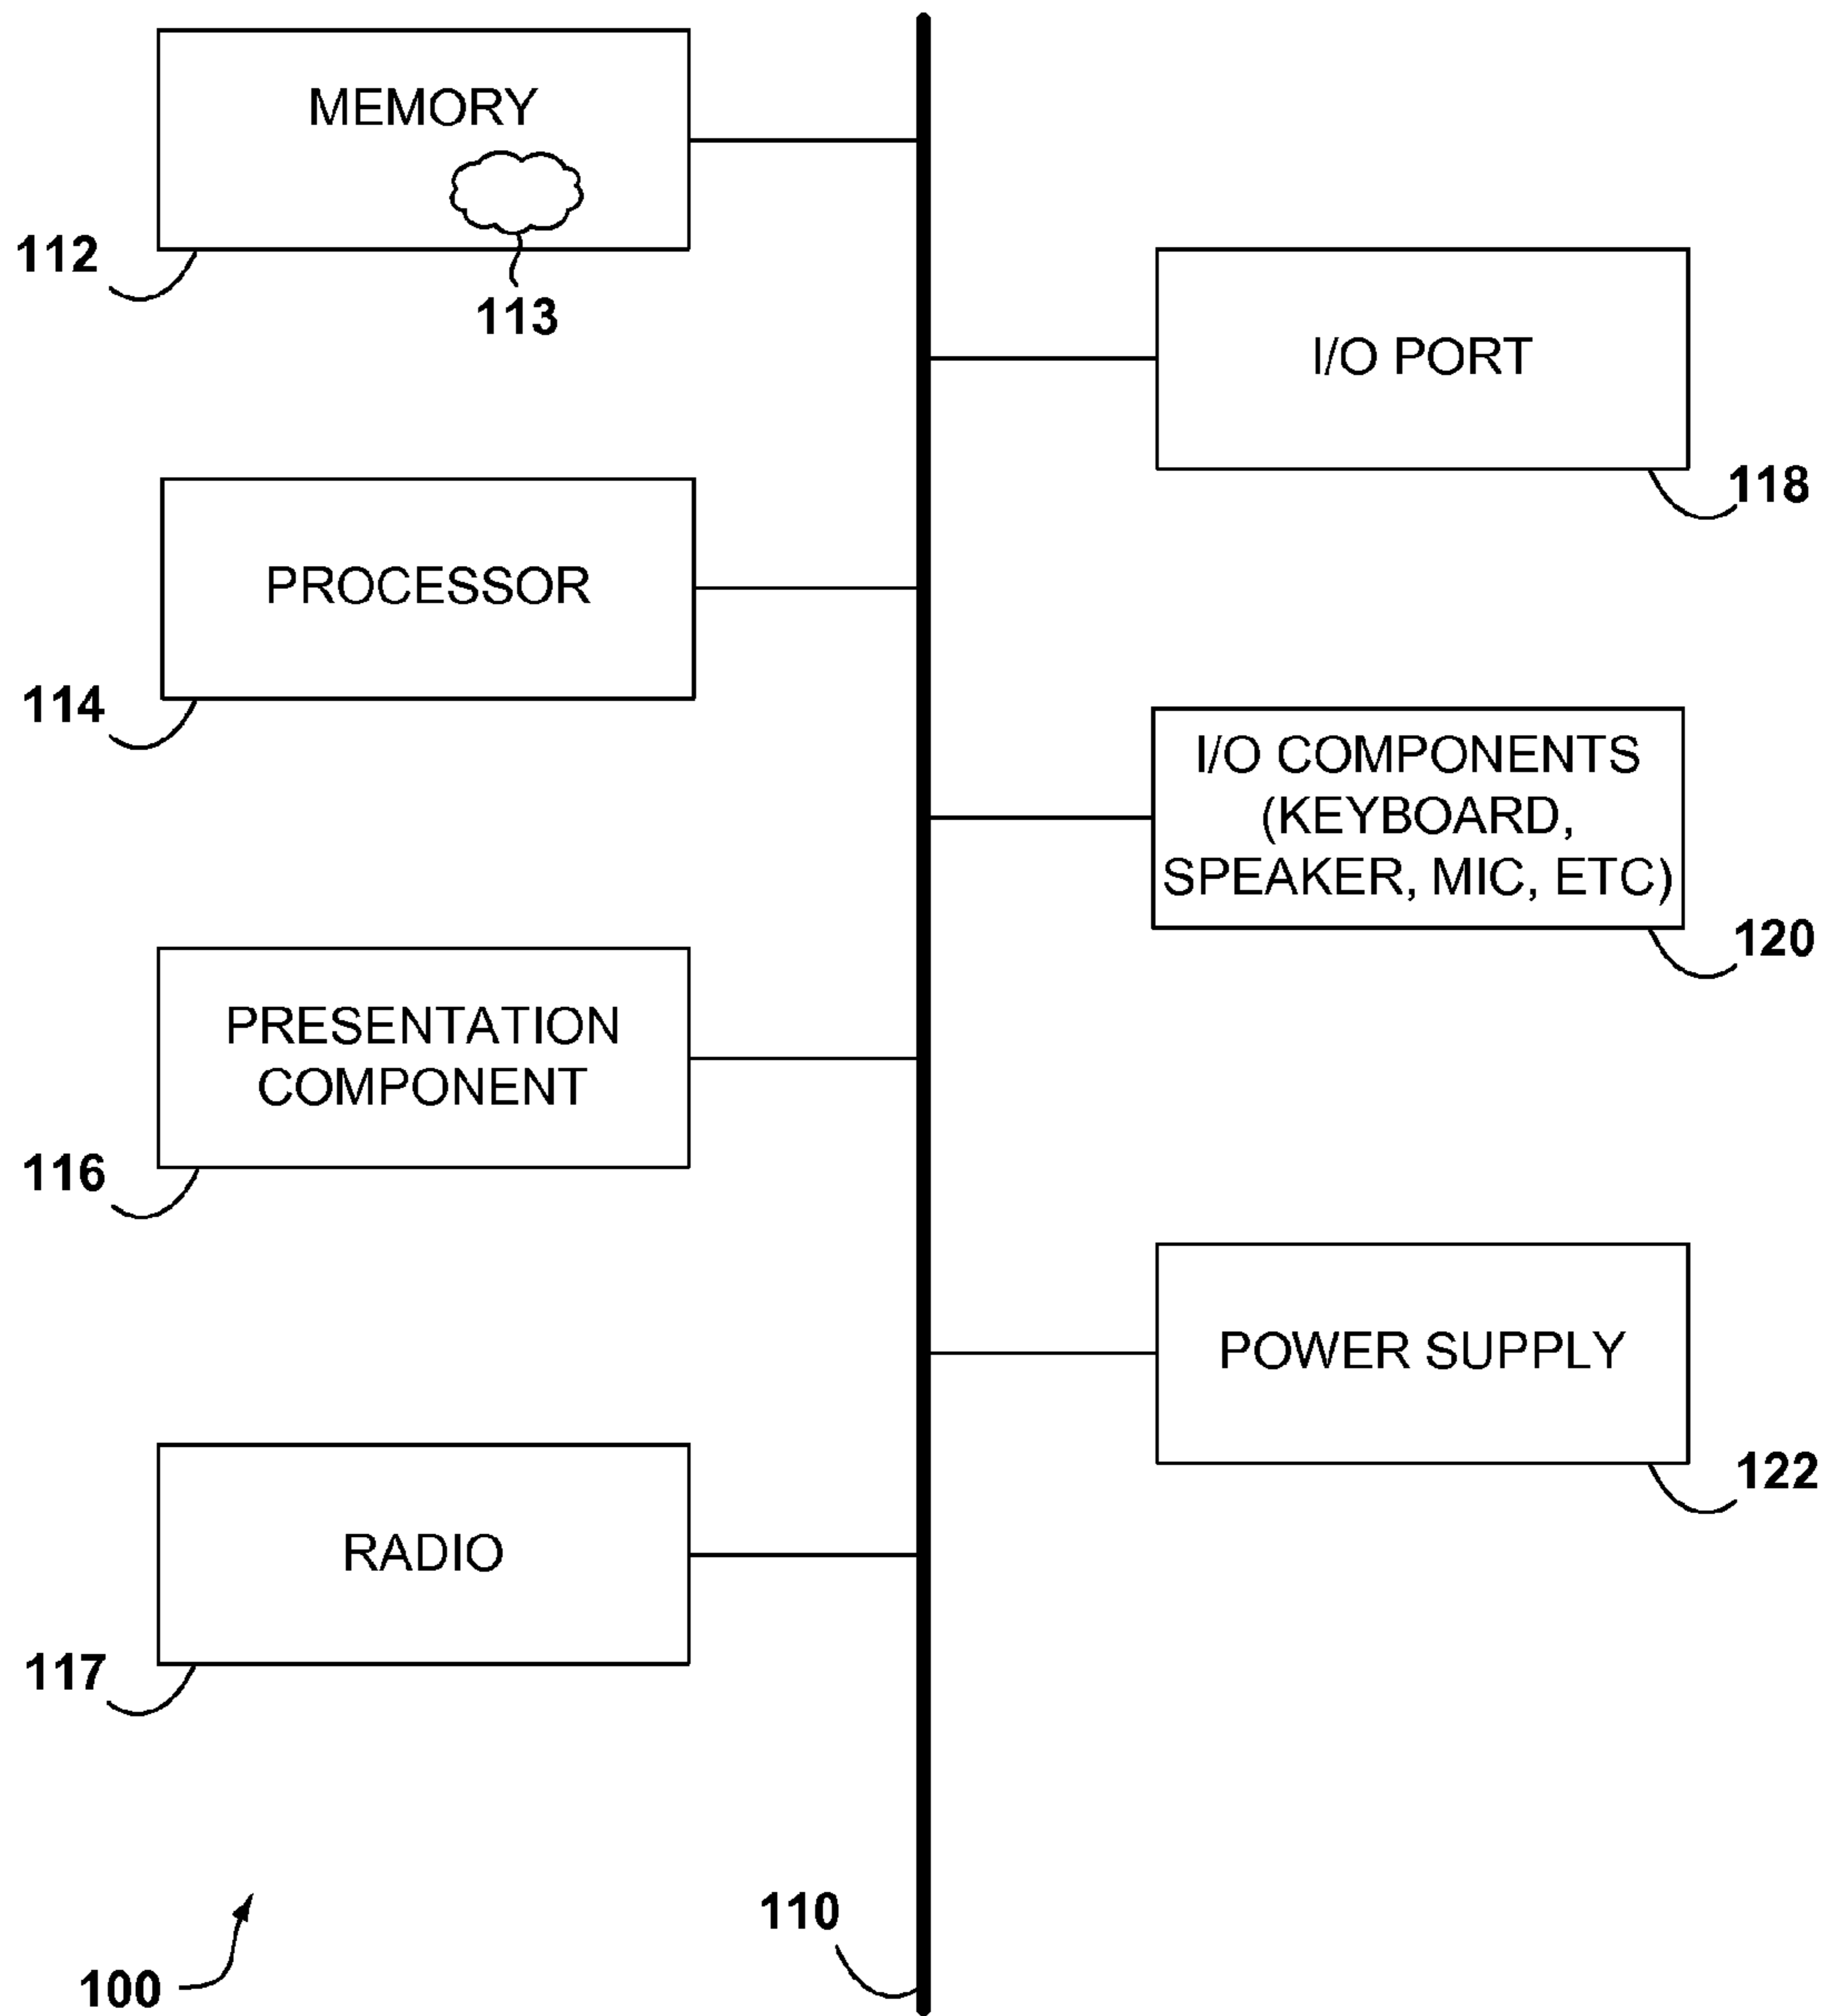 MEMORY
112
113
I/O PORT
118
PROCESSOR
114
I/O COMPONENTS
(KEYBOARD,
SPEAKER, MIC, ETC)
120
PRESENTATION
COMPONENT
116
POWER SUPPLY
122
RADIO
117
110
100